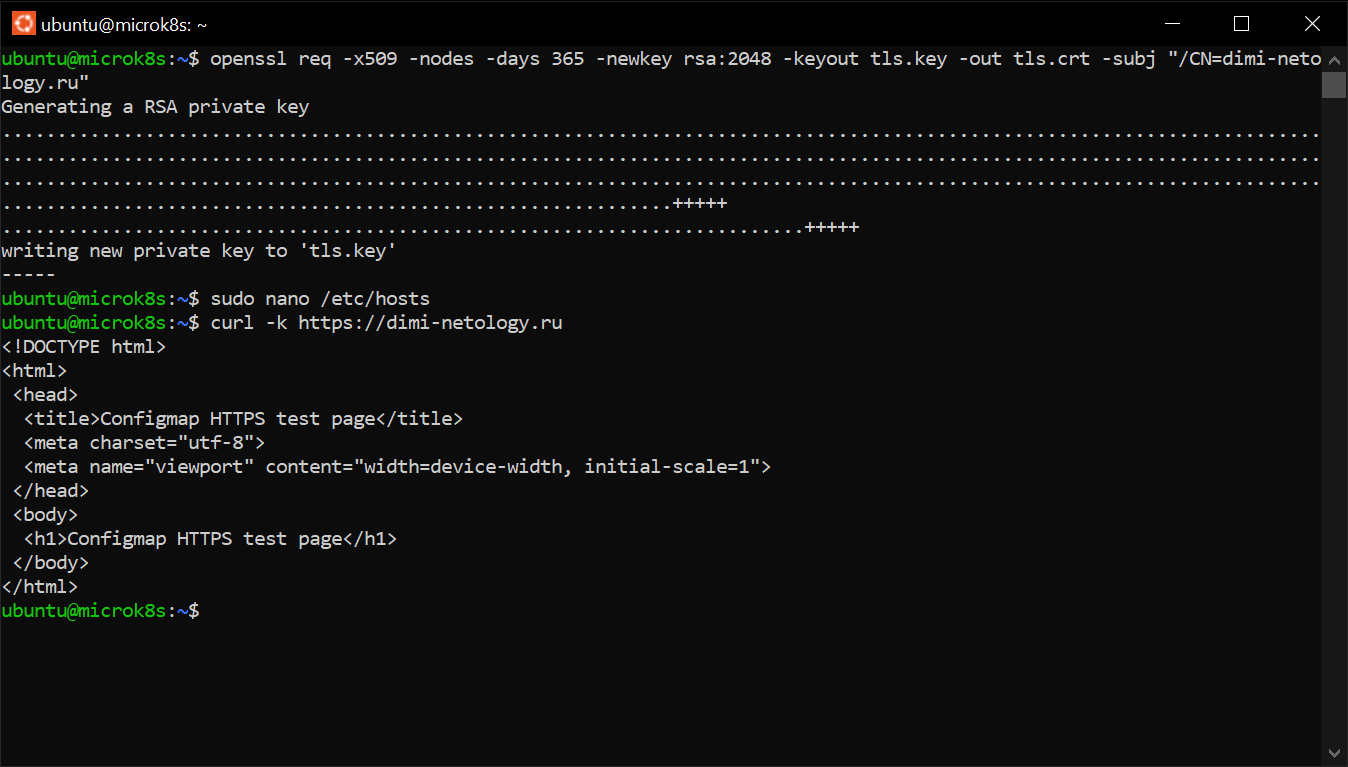 ubuntu@microk8s: ~
ubuntu@microk8s:~$ openssl req -x509 -nodes -days 365 -newkey rsa:2048 -keyout tls.key -out tls.crt -subj "/CN=dimi-neto
logy.ru"
Generating a RSA private key
........................................................................................................................
........................................................................................................................
........................................................................................................................
.............................................................+++++
.........................................................................+++++
writing new private key to 'tls.key'
-----
ubuntu@microk8s:~$ sudo nano /etc/hosts
ubuntu@microk8s:~$ curl -k https://dimi-netology.ru
<!DOCTYPE html>
<html>
 <head>
  <title>Configmap HTTPS test page</title>
  <meta charset="utf-8">
  <meta name="viewport" content="width=device-width, initial-scale=1">
 </head>
 <body>
  <h1>Configmap HTTPS test page</h1>
 </body>
</html>
ubuntu@microk8s:~$